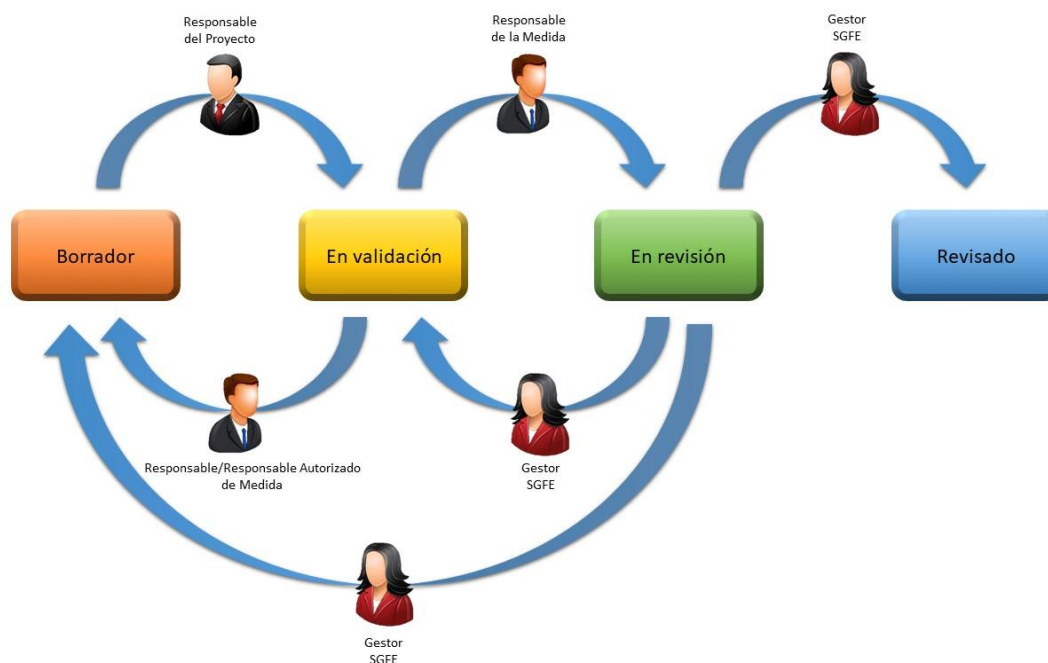 Responsable
del Proyecto
Responsable
de la Medida
Gestor
SGFE
Borrador
En validación
En revisión
Revisado
Responsable/Responsable Autorizado
de Medida
Gestor
SGFE
Gestor
SGFE